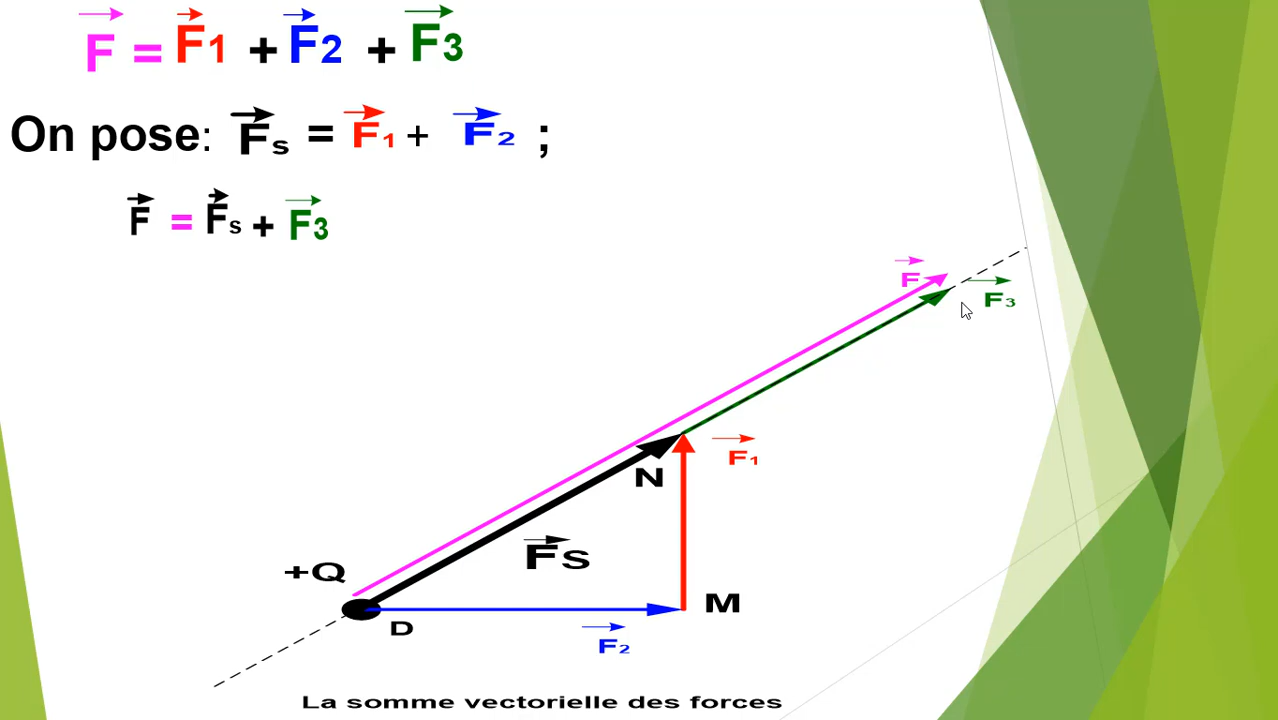 F = F1 + F2 + F3
On pose: Fs = F1 + F2 ;
F = Fs + F3
F
F3
F1
N
Fs
+Q
M
D
F2
La somme vectorielle des forces